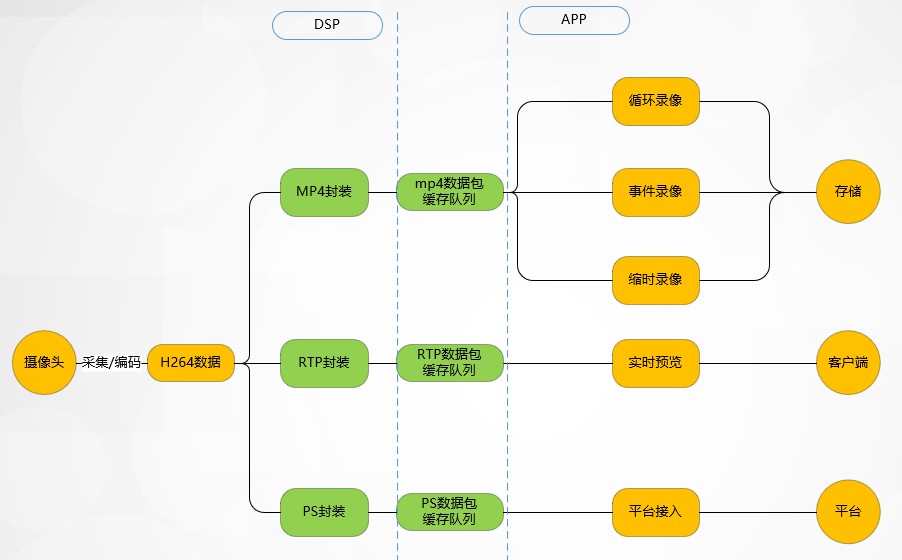 DSP
APP
循环录像
MP4封装
mp4数据包
缓存队列
事件录像
存储
缩时录像
摄像头
采集/编码
H264数据
RTP封装
RTP数据包
缓存队列
实时预览
客户端
PS封装
PS数据包
缓存队列
平台接入
平台